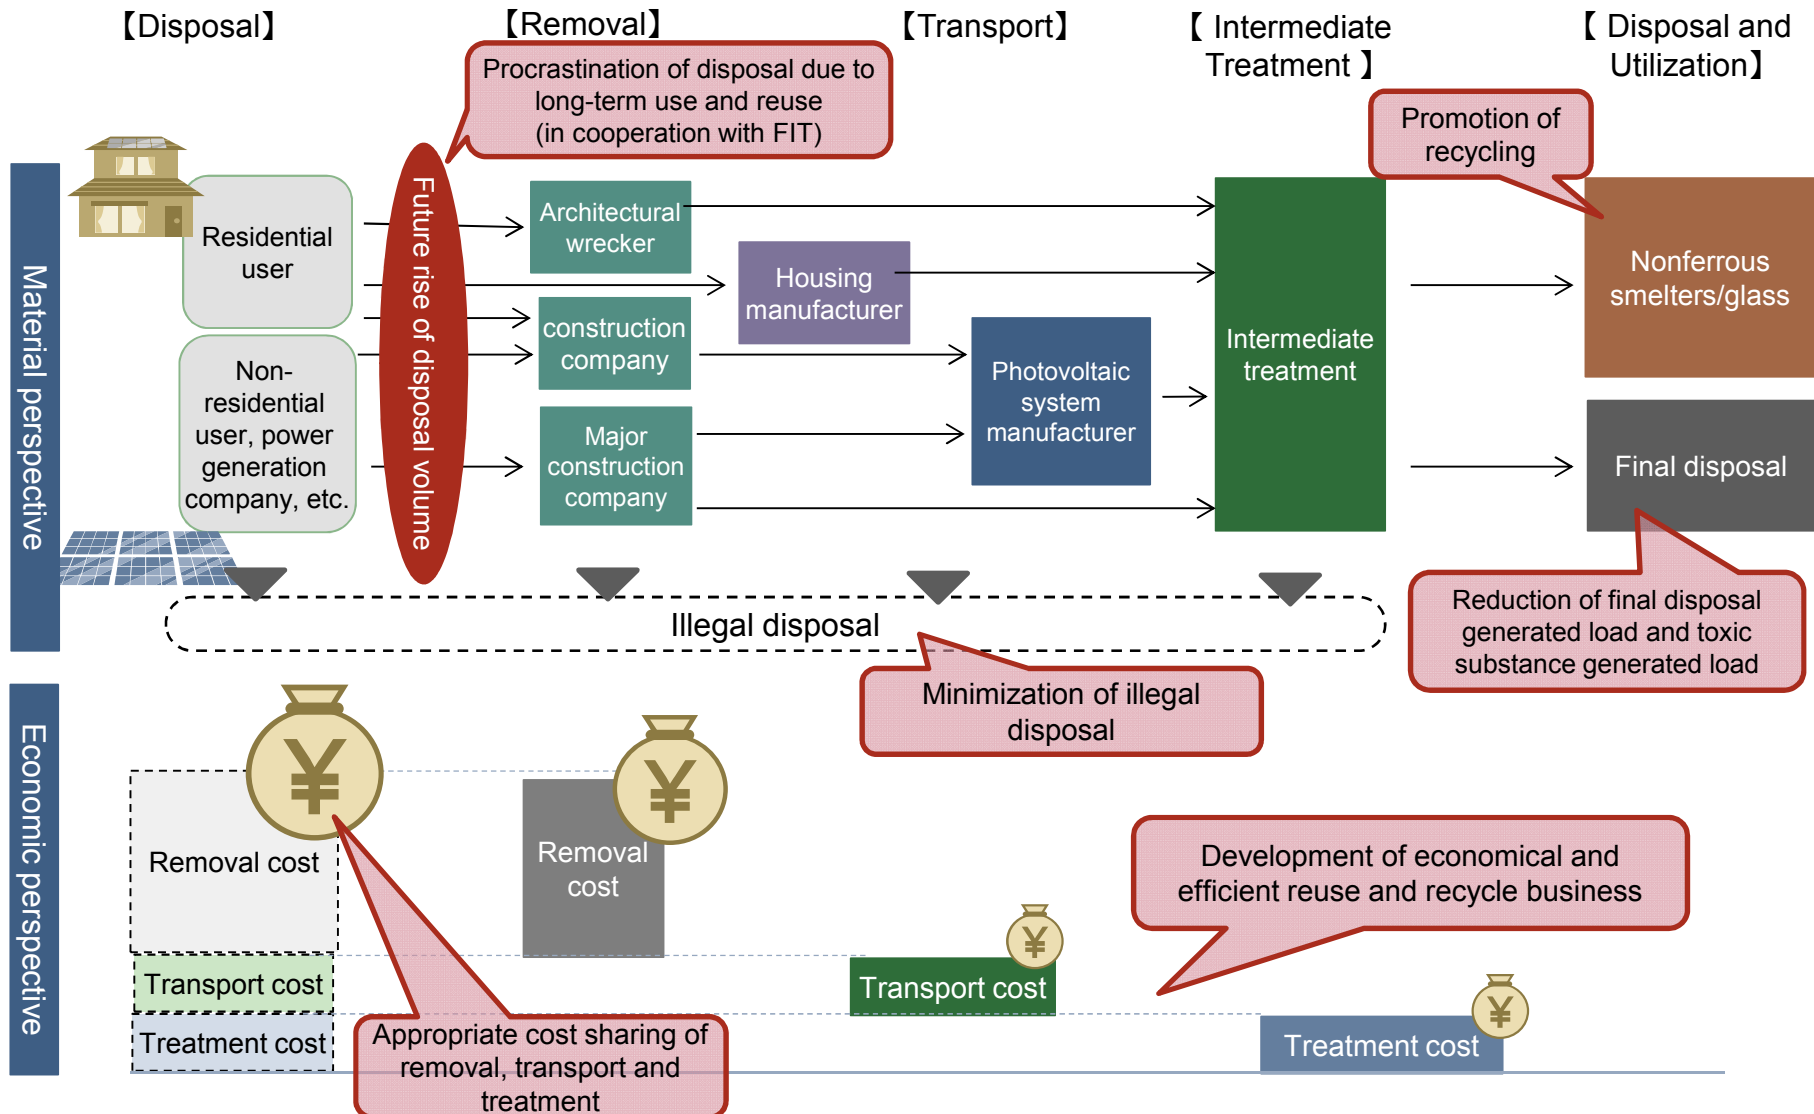 【Disposal】
【Removal】
【Transport】
【 Intermediate
Treatment 】
【 Disposal and
Utilization】
Procrastination of disposal due to
long-term use and reuse
(in cooperation with FIT)
Promotion of
recycling
Material perspective
Residential
user
Non-
residential
user, power
generation
company, etc.
Future rise of disposal volume
Architectural
wrecker
construction
company
Major
construction
company
Housing
manufacturer
Photovoltaic
system
manufacturer
Intermediate
treatment
Nonferrous
smelters/glass
Final disposal
Illegal disposal
Reduction of final disposal
generated load and toxic
substance generated load
Minimization of illegal
disposal
Economic perspective
¥
¥
Removal cost
Removal
cost
Development of economical and
efficient reuse and recycle business
¥
Transport cost
Transport cost
¥
Treatment cost
Treatment cost
Appropriate cost sharing of
removal, transport and
treatment